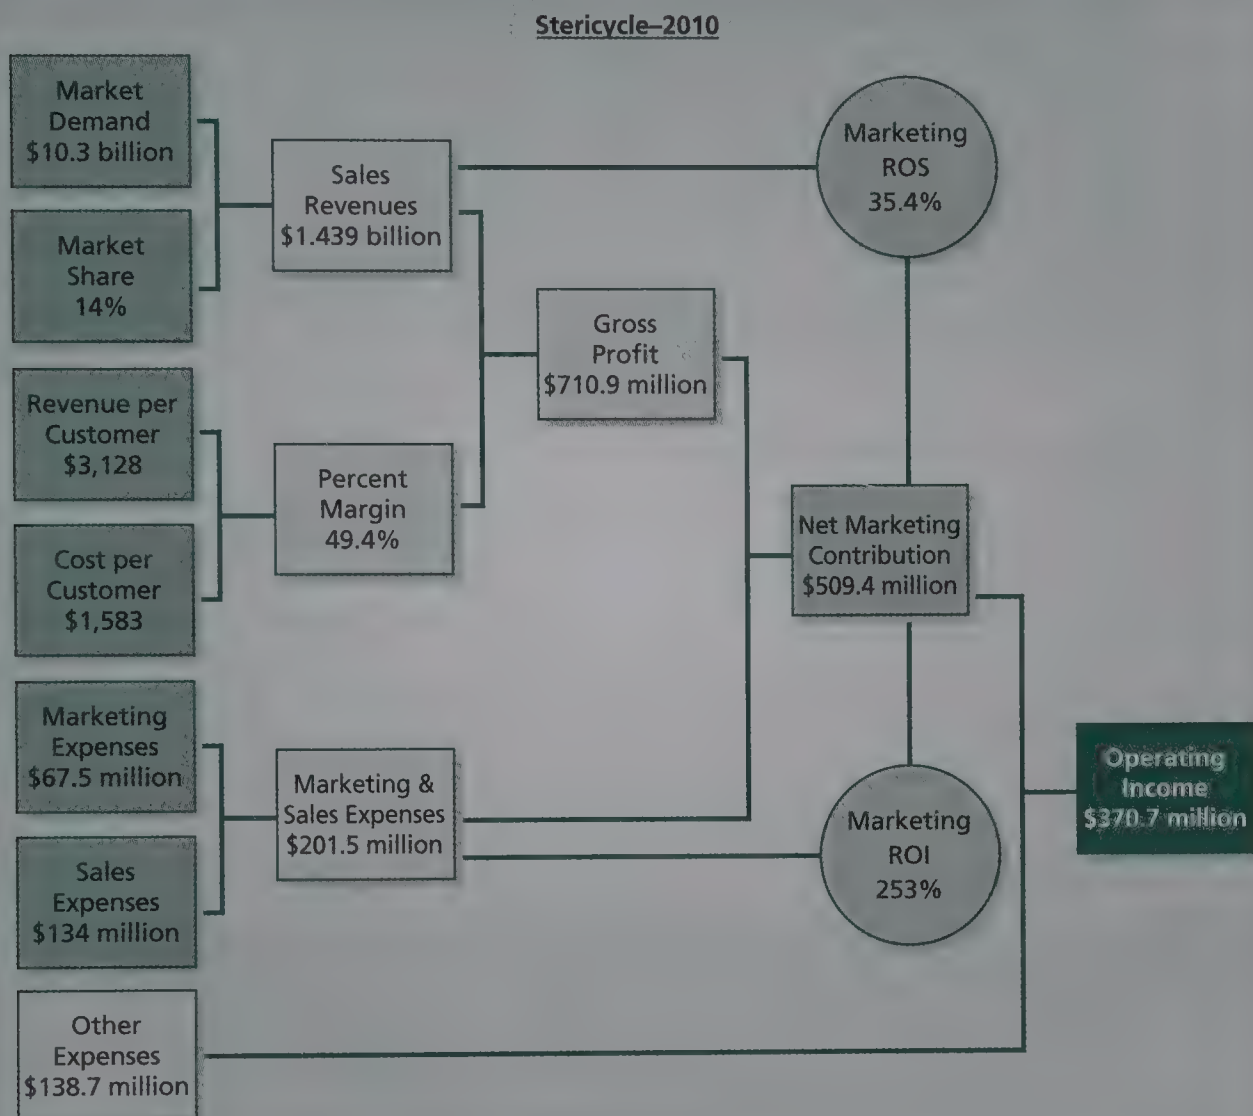 Stericycle–2010
Market
Demand
$10.3 billion
Market
Share
14%
Revenue per
Customer
$3,128
Cost per
Customer
$1,583
Marketing
Expenses
$67.5 million
Sales
Expenses
$134 million
Other
Expenses
$138.7 million
Sales
Revenues
$1.439 billion
Percent
Margin
49.4%
Marketing &
Sales Expenses
$201.5 million
Gross
Profit
$710.9 million
Marketing
ROS
35.4%
Net Marketing
Contribution
$509.4 million
Marketing
ROI
253%
Operating
Income
$370.7 million